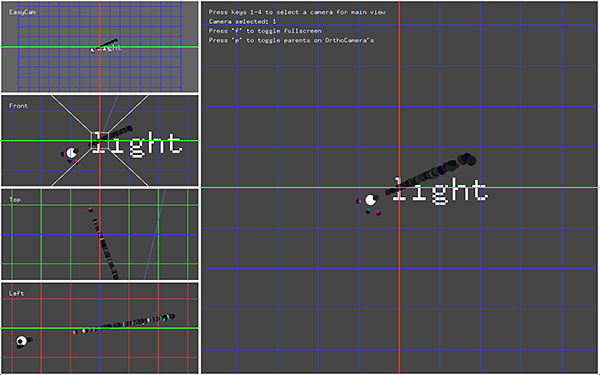 EasyCam
light
Front
light
Top
Left
Press keys 1-4 to select a camera for main view
Camera selected: 1
Press "f" to toggle Fullscreen
Press "p" to toggle parents on OrthoCamera"s
light